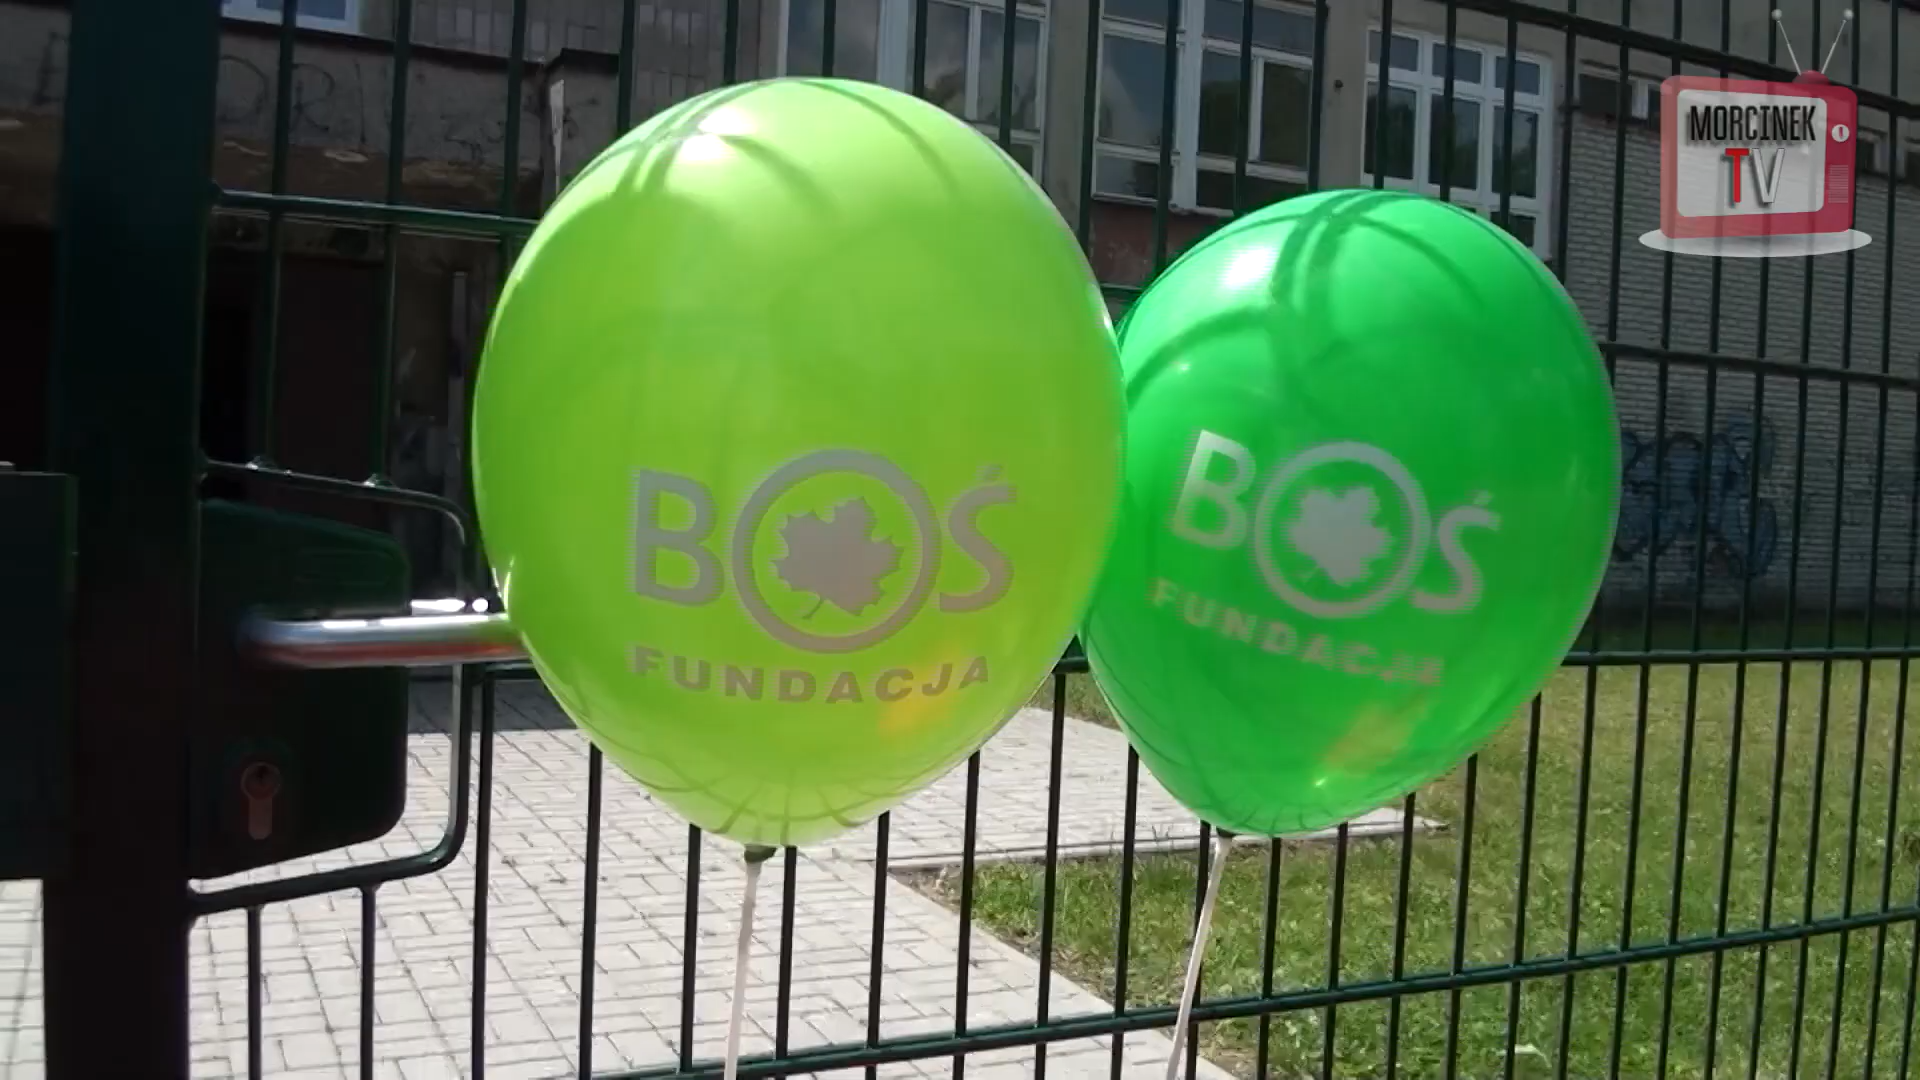 MORCINEK
TV
BOŚ
FUNDACJA
BOŚ
FUNDACJA